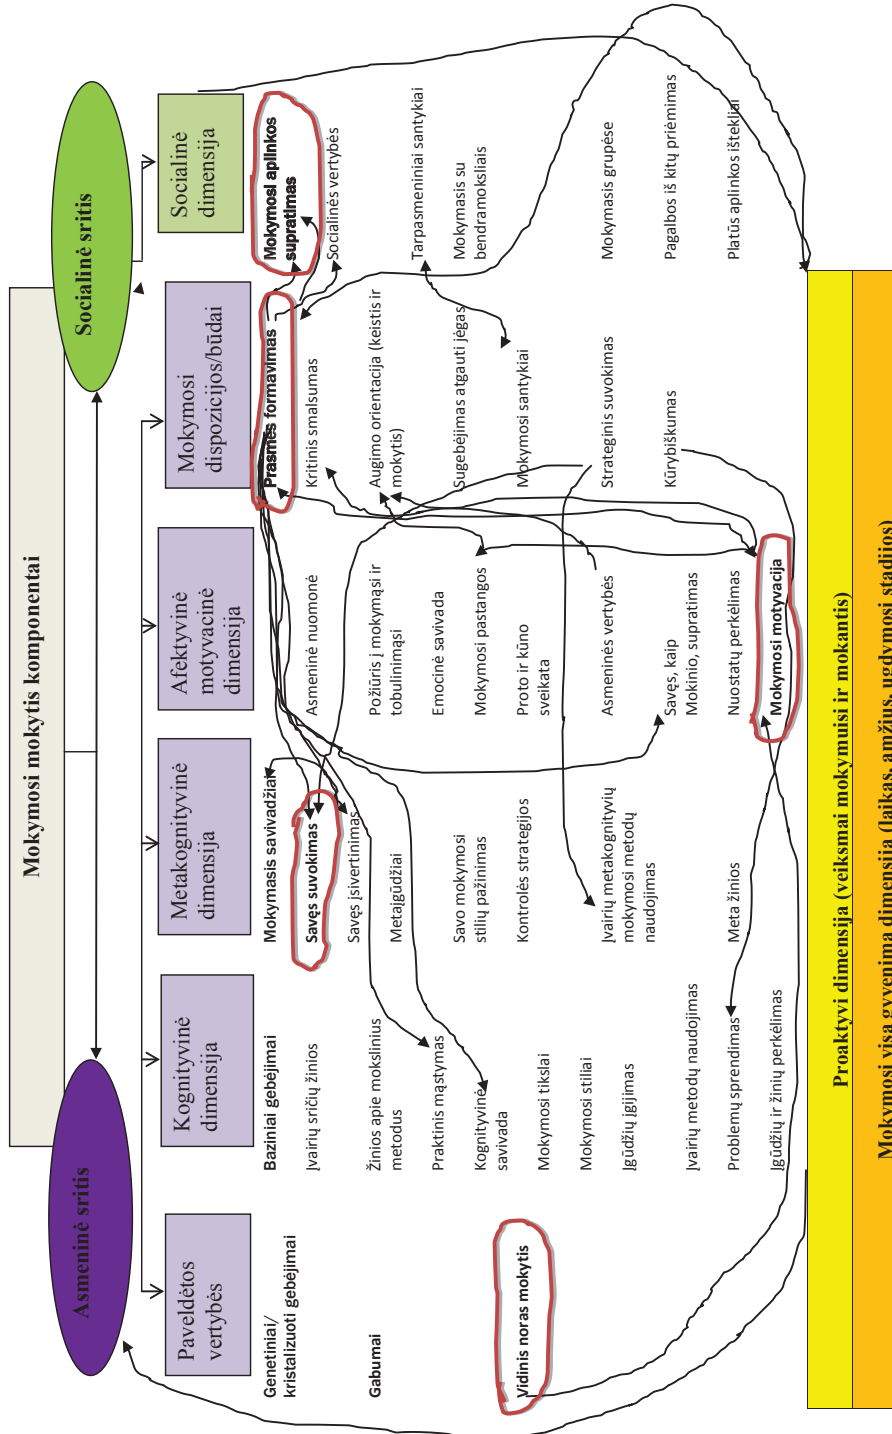 Mokymosi mokytis komponentai
Asmeninė sritis
Socialinė sritis
Paveldėtos
vertybės
Kognityvinė
dimensija
Metakognityvinė
dimensija
Afektyvinė
motyvacinė
dimensija
Mokymosi
dispozicijos/būdai
Socialinė
dimensija
Genetiniai/
kristalizuoti gebėjimai
Gabumai
Vidinis noras mokytis
Baziniai gebėjimai
Įvairių sričių žinios
Žinios apie mokslinius
metodus
Praktinis mąstymas
Kognityvinė
savivada
Mokymosi tikslai
Mokymosi stiliai
Įgūdžių įgijimas
Įvairių metodų naudojimas
Problemų sprendimas
Įgūdžių ir žinių perkėlimas
Mokymasis savivadžiai
Savęs suvokimas
Savęs įsivertinimas
Metaįgūdžiai
Savo mokymosi
stilių pažinimas
Kontrolės strategijos
Įvairių metakognityvių
mokymosi metodų
naudojimas
Meta žinios
Asmeninė nuomonė
Požiūris į mokymąsi ir
tobulinimąsi
Emocinė savivada
Mokymosi pastangos
Proto ir kūno
sveikata
Asmeninės vertybės
Savęs, kaip
Mokinio, supratimas
Nuostatų perkėlimas
Mokymosi motyvacija
Prasmės formavimas
Kritinis smalsumas
Augimo orientacija (keistis ir
mokytis)
Sugebėjimas atgauti jėgas
Mokymosi santykiai
Strateginis suvokimas
Kūrybiškumas
Mokymosi aplinkos
supratimas
Socialinės vertybės
Tarpasmeniniai santykiai
Mokymasis su
bendramoksliais
Mokymasis grupėse
Pagalbos iš kitų priėmimas
Platūs aplinkos ištekliai
Proaktyvi dimensija (veiksmai mokymuisi ir mokantis)
Mokymosi visą gyvenimą dimensija (laikas, amžius, ugdymosi stadijos)